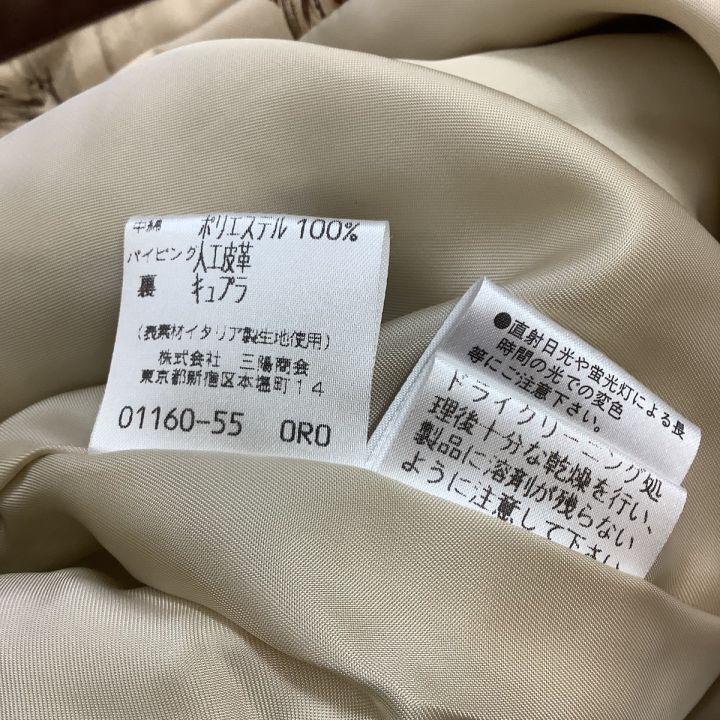 中綿 ポリエステル 100%
パイピング 人工皮革
裏 キュプラ
(表素材イタリア製生地使用)
株式会社 三陽商会
東京都新宿区本塩町14
01160-55 ORO
●直射日光や蛍光灯による長
時間の光での変色
等にご注意下さい。
ドライクリーニング処
理後十分な乾燥を行い、
製品に溶剤が残らない
ように注意して下さい